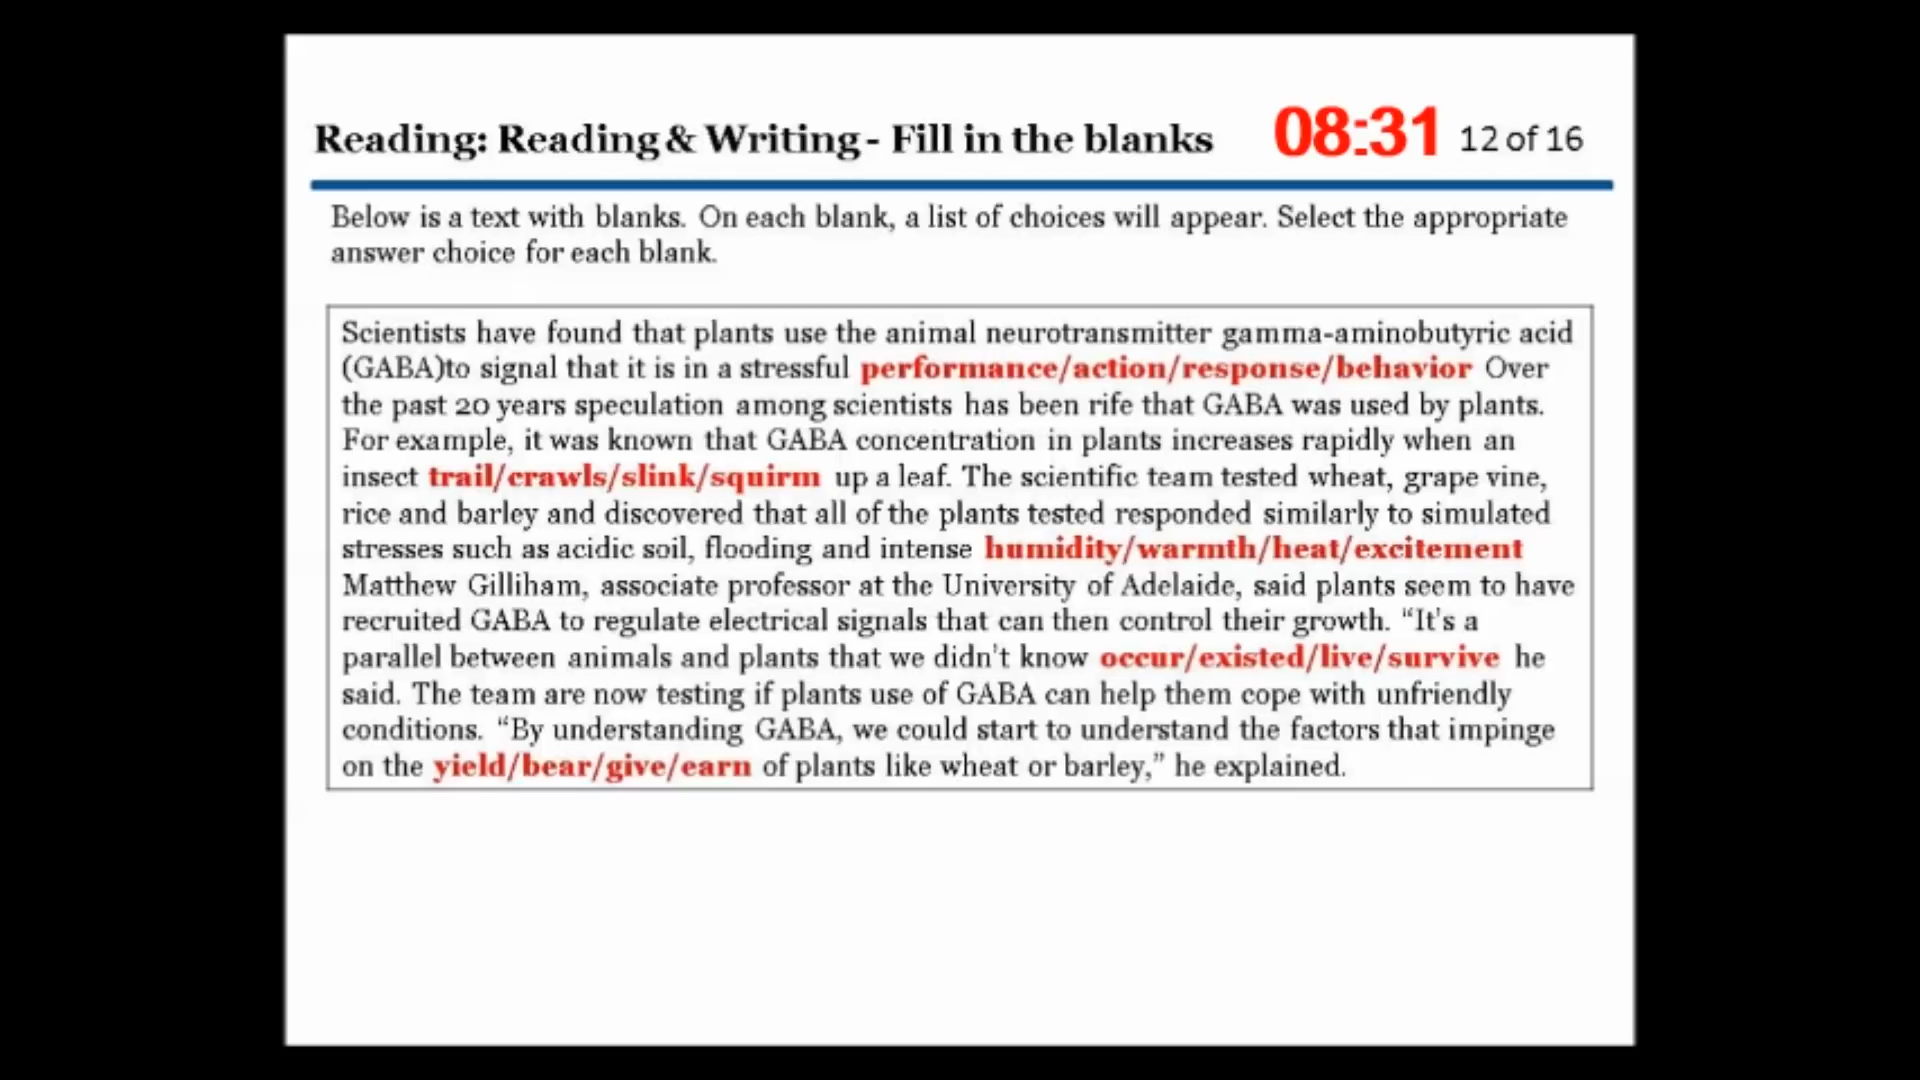 Reading: Reading & Writing - Fill in the blanks 08:31 12 of 16
Below is a text with blanks. On each blank, a list of choices will appear. Select the appropriate
answer choice for each blank.
Scientists have found that plants use the animal neurotransmitter gamma-aminobutyric acid
(GABA)to signal that it is in a stressful performance/action/response/behavior Over
the past 20 years speculation among scientists has been rife that GABA was used by plants.
For example, it was known that GABA concentration in plants increases rapidly when an
insect trail/crawls/slink/squirm up a leaf. The scientific team tested wheat, grape vine,
rice and barley and discovered that all of the plants tested responded similarly to simulated
stresses such as acidic soil, flooding and intense humidity/warmth/heat/excitement
Matthew Gilliham, associate professor at the University of Adelaide, said plants seem to have
recruited GABA to regulate electrical signals that can then control their growth. “It's a
parallel between animals and plants that we didn't know occur/existed/live/survive he
said. The team are now testing if plants use of GABA can help them cope with unfriendly
conditions. “By understanding GABA, we could start to understand the factors that impinge
on the yield/bear/give/earn of plants like wheat or barley,” he explained.